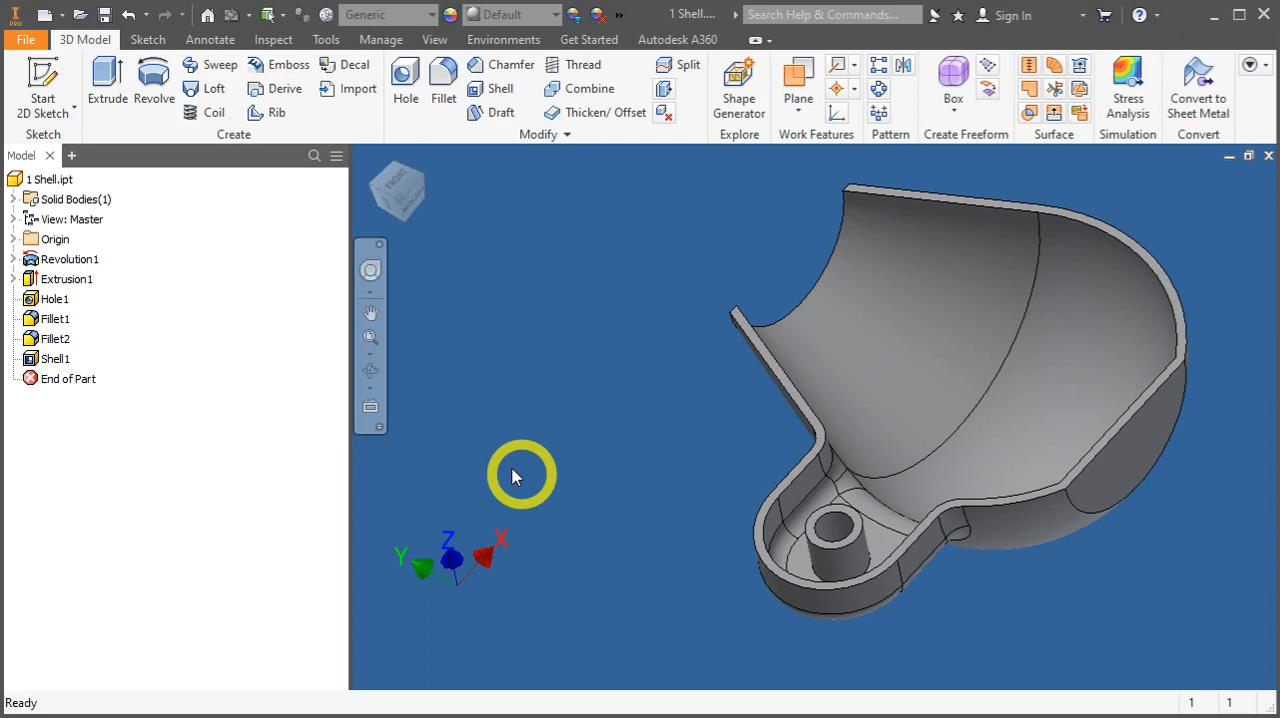 PRO
Generic
Default
1 Shell....
Search Help & Commands...
Sign In
File
3D Model
Sketch
Annotate
Inspect
Tools
Manage
View
Environments
Get Started
Autodesk A360
Start
2D Sketch
Extrude
Revolve
Sweep
Loft
Coil
Emboss
Derive
Rib
Decal
Import
Hole
Fillet
Chamfer
Shell
Draft
Thread
Combine
Thicken/ Offset
Split
Shape
Generator
Plane
Box
Stress
Analysis
Convert to
Sheet Metal
Sketch
Create
Modify
Explore
Work Features
Pattern
Create Freeform
Surface
Simulation
Convert
Model
1 Shell.ipt
Solid Bodies(1)
View: Master
Origin
Revolution1
Extrusion1
Hole1
Fillet1
Fillet2
Shell1
End of Part
FRONT
X
Y
Z
Ready
1
1